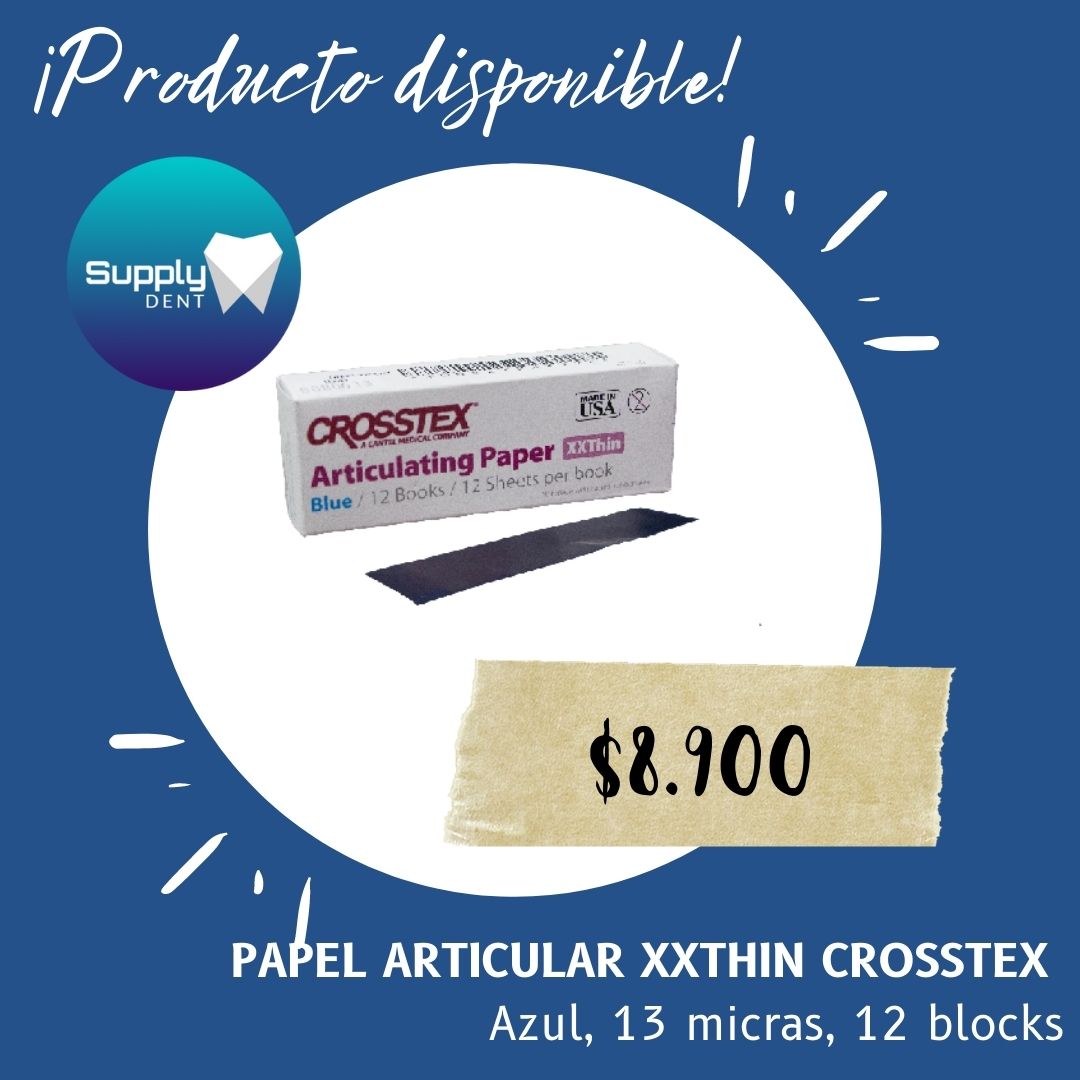 ¡Producto disponible!
Supply
DENT
CROSSTEX
A CANTEL MEDICAL COMPANY
MADE IN
USA
Articulating Paper XXThin
Blue / 12 Books / 12 Sheets per book
$8.900
PAPEL ARTICULAR XXTHIN CROSSTEX
Azul, 13 micras, 12 blocks